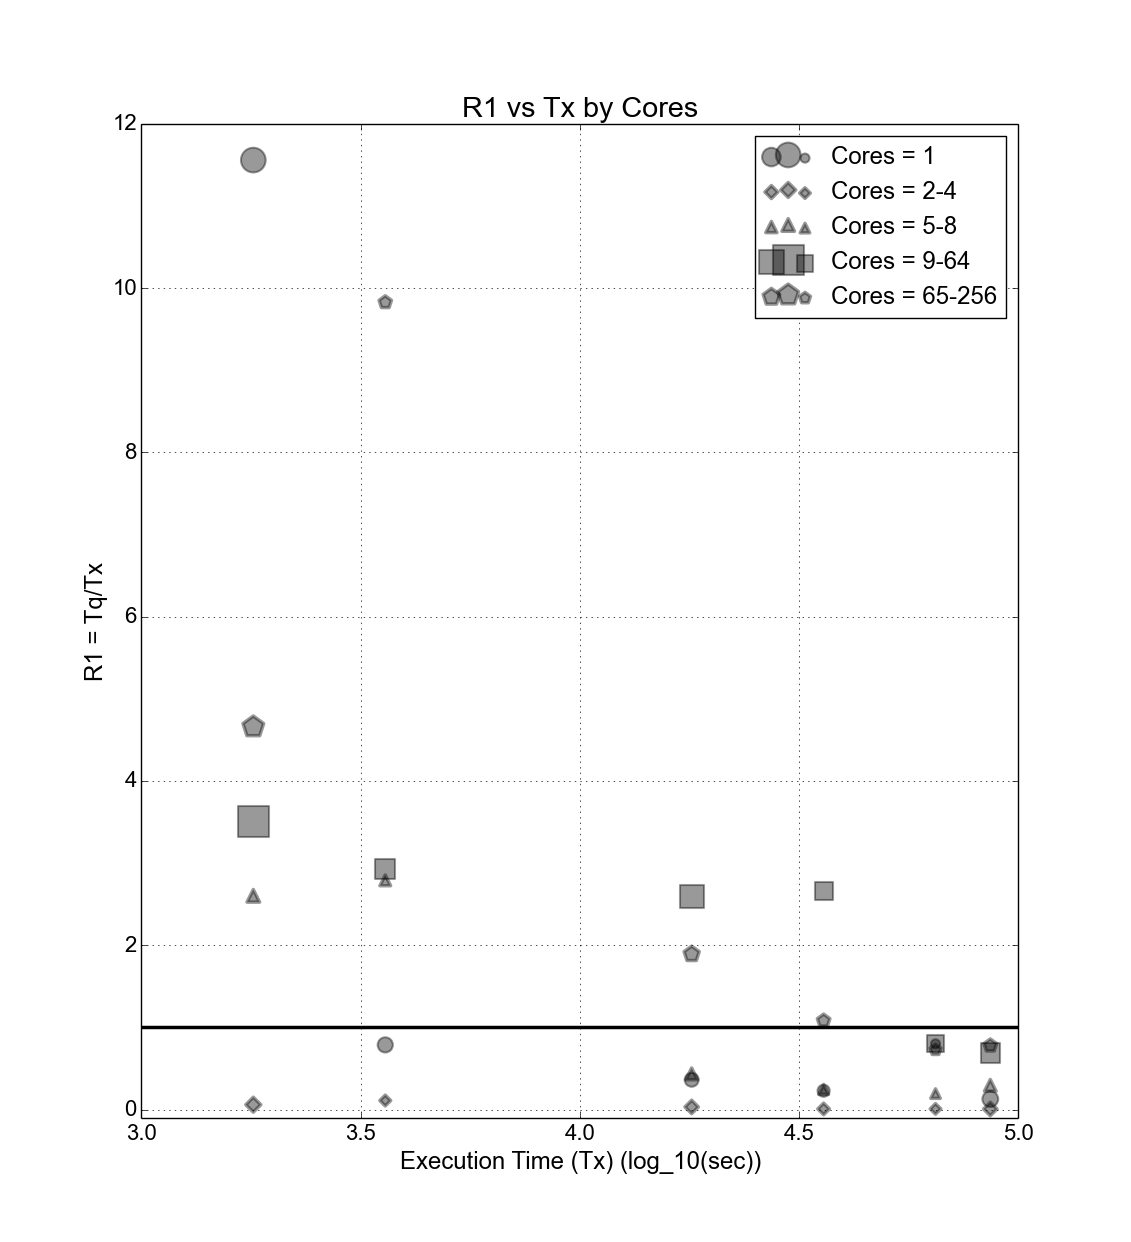 R1 vs Tx by Cores
12
10
8
6
4
2
0
R1 = Tq/Tx
Cores = 1
Cores = 2-4
Cores = 5-8
Cores = 9-64
Cores = 65-256
3.0 3.5 4.0 4.5 5.0
Execution Time (Tx) (log_10(sec))